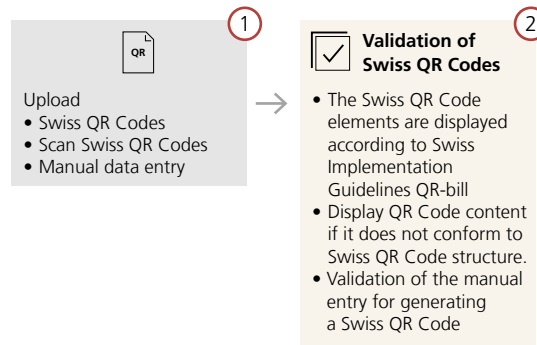 1
QR
Upload
• Swiss QR Codes
• Scan Swiss QR Codes
• Manual data entry
2
Validation of
Swiss QR Codes
• The Swiss QR Code
elements are displayed
according to Swiss
Implementation
Guidelines QR-bill
• Display QR Code content
if it does not conform to
Swiss QR Code structure.
• Validation of the manual
entry for generating
a Swiss QR Code